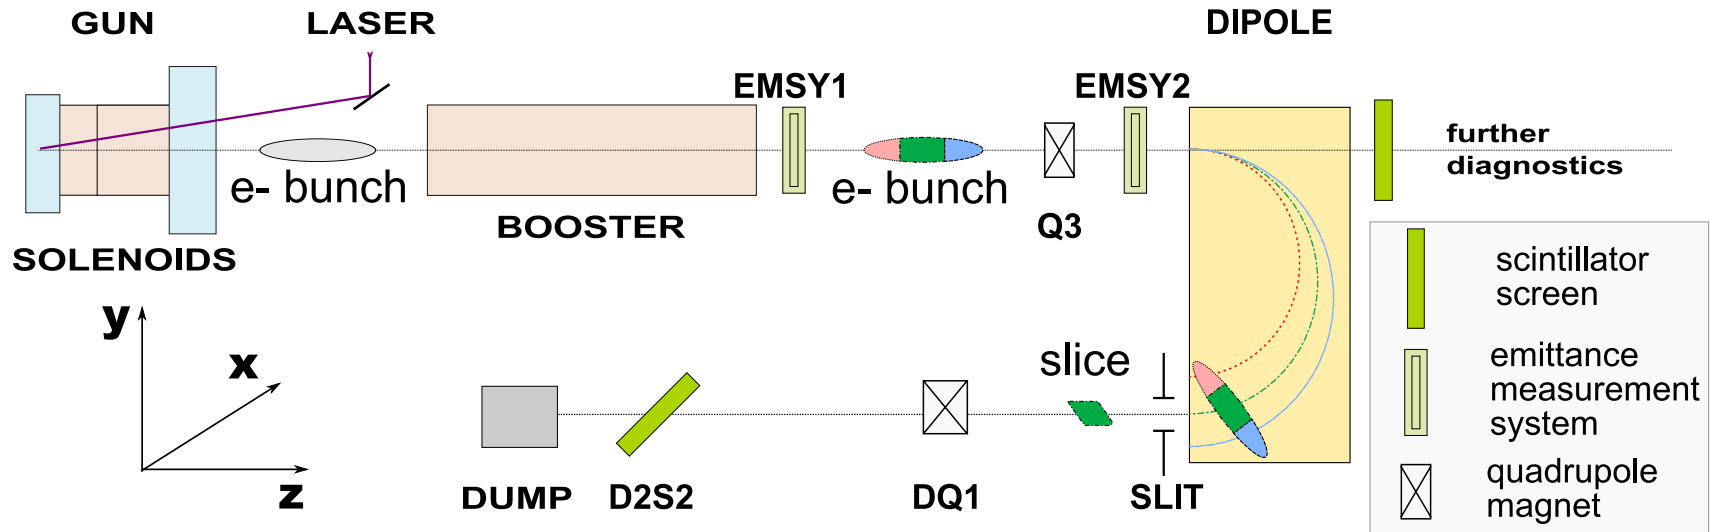 GUN
LASER
DIPOLE
EMSY1
EMSY2
further
diagnostics
e- bunch
e- bunch
BOOSTER
Q3
SOLENOIDS
scintillator
screen
y
x
z
slice
emittance
measurement
system
DUMP
D2S2
DQ1
SLIT
quadrupole
magnet